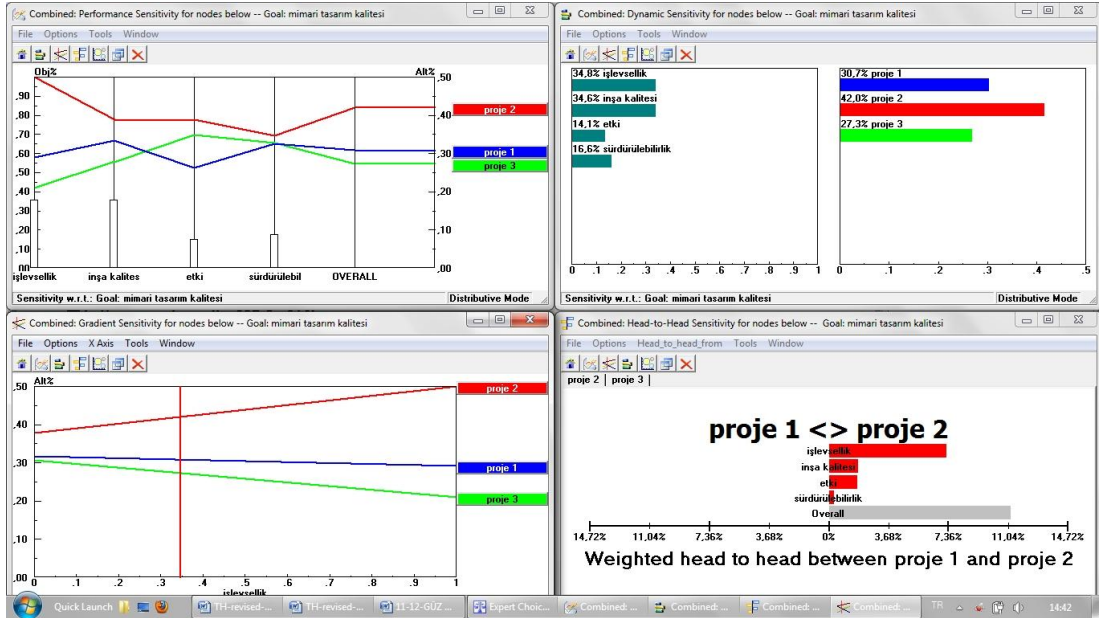 Combined: Performance Sensitivity for nodes below -- Goal: mimari tasarım kalitesi
File Options Tools Window
Obj% Alt%
,90
,80
,70
,60
,50
,40
,30
,20
,10
,00
,50
,40
,30
,20
,10
,00
proje 2
proje 1
proje 3
işlevsellik inşa kalites etki sürdürülebil OVERALL
Sensitivity w.r.t.: Goal: mimari tasarım kalitesi Distributive Mode
Combined: Dynamic Sensitivity for nodes below -- Goal: mimari tasarım kalitesi
File Options Tools Window
34,8% işlevsellik
34,6% inşa kalitesi
14,1% etki
16,6% sürdürülebilirlik
0 .1 .2 .3 .4 .5 .6 .7 .8 .9 1
30,7% proje 1
42,0% proje 2
27,3% proje 3
0 .1 .2 .3 .4 .5
Sensitivity w.r.t.: Goal: mimari tasarım kalitesi Distributive Mode
Combined: Gradient Sensitivity for nodes below -- Goal: mimari tasarım kalitesi
File Options X Axis Tools Window
Alt%
,50
,40
,30
,20
,10
,00
proje 2
proje 1
proje 3
0 .1 .2 .3 .4 .5 .6 .7 .8 .9 1
işlevsellik
Combined: Head-to-Head Sensitivity for nodes below -- Goal: mimari tasarım kalitesi
File Options Head_to_head_from Tools Window
proje 2 | proje 3 |
proje 1 <> proje 2
işlevsellik
inşa kalitesi
etki
sürdürülebilirlik
Overall
14,72% 11,04% 7,36% 3,68% 0% 3,68% 7,36% 11,04% 14,72%
Weighted head to head between proje 1 and proje 2
Quick Launch TH-revised-... TH-revised-... 11-12-GÜZ ... Expert Choic... Combined: ... Combined: ... Combined: ... Combined: ... TR 14:42